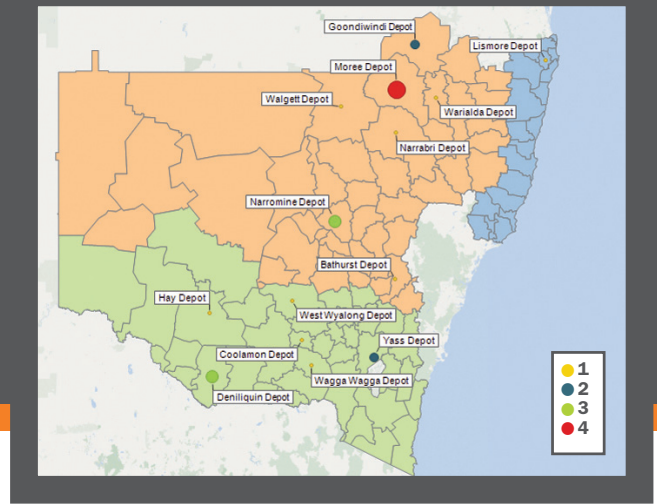 Goondiwindi Depot
Lismore Depot
Moree Depot
Walgett Depot
Warialda Depot
Narrabri Depot
Narromine Depot
Bathurst Depot
Hay Depot
West Wyalong Depot
Yass Depot
Coolamon Depot
Wagga Wagga Depot
Deniliquin Depot
1
2
3
4